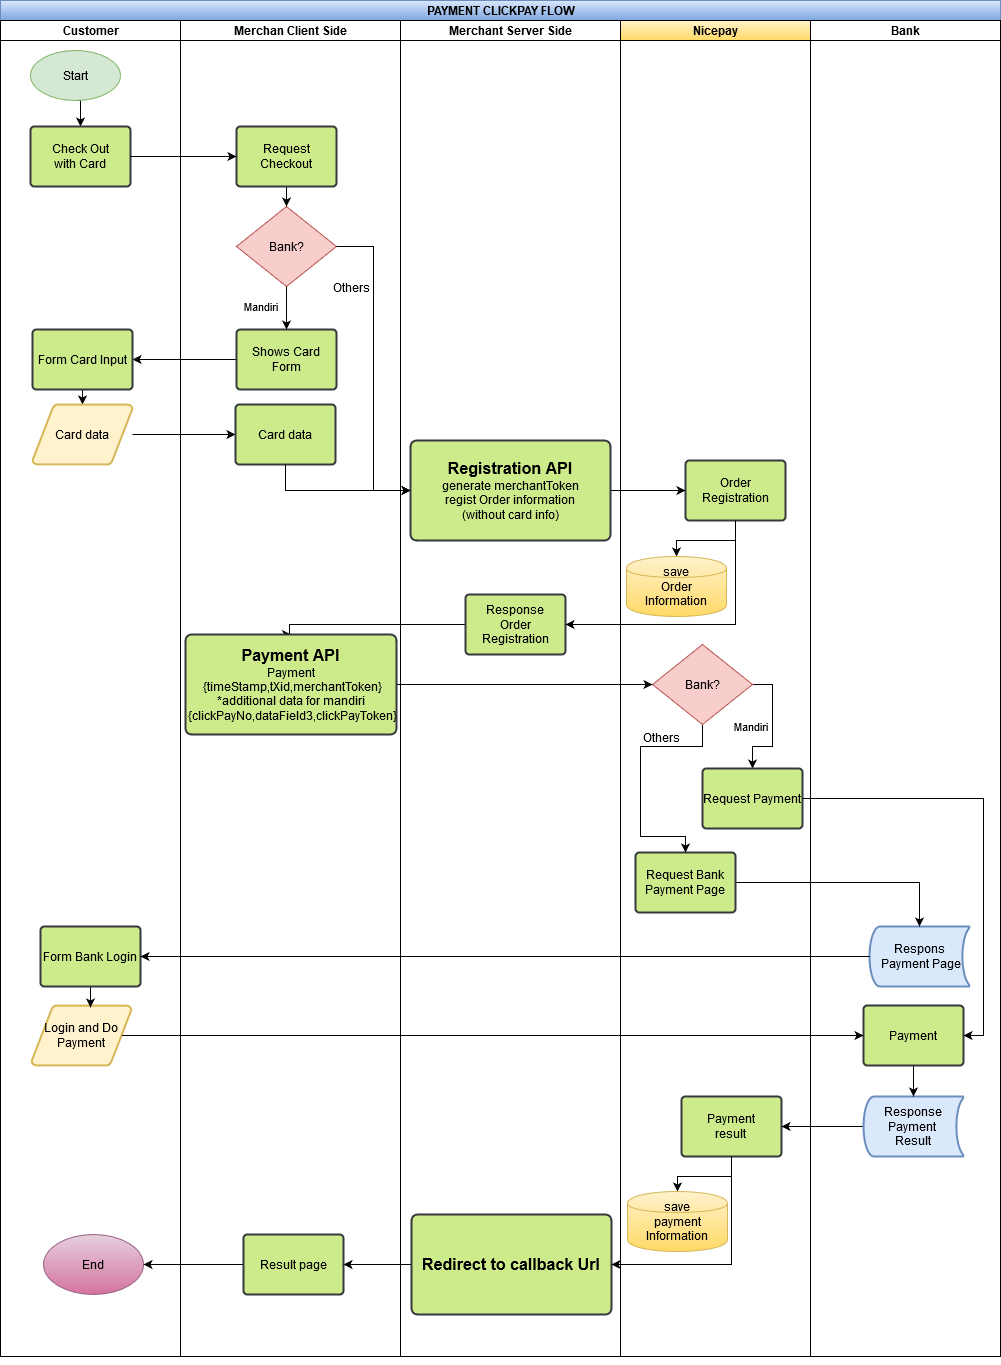 PAYMENT CLICKPAY FLOW
Customer
Merchan Client Side
Merchant Server Side
Nicepay
Bank
Start
Check Out
with Card
Request
Checkout
Bank?
Others
Mandiri
Form Card Input
Shows Card
Form
Card data
Card data
Registration API
generate merchantToken
regist Order information
(without card info)
Order
Registration
save
Order
Information
Response
Order
Registration
Payment API
Payment
{timeStamp,tXid,merchantToken}
*additional data for mandiri
{clickPayNo,dataField3,clickPayToken}
Bank?
Mandiri
Others
Request Payment
Request Bank
Payment Page
Respons
Payment Page
Form Bank Login
Login and Do
Payment
Payment
Response
Payment
Result
Payment
result
save
payment
Information
Redirect to callback Url
Result page
End